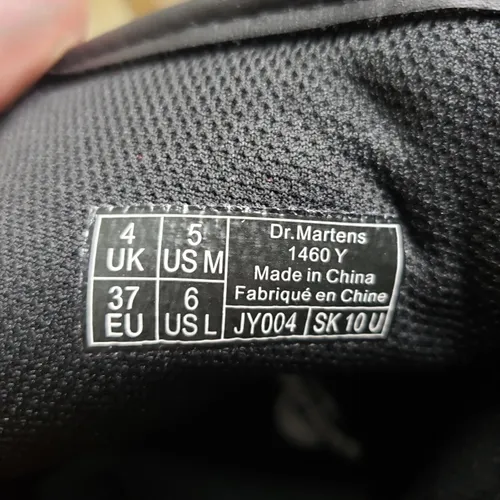 4 UK
5 US M
37 EU
6 US L
Dr.Martens
1460 Y
Made in China
Fabriqué en Chine
JY004 SK 10 U